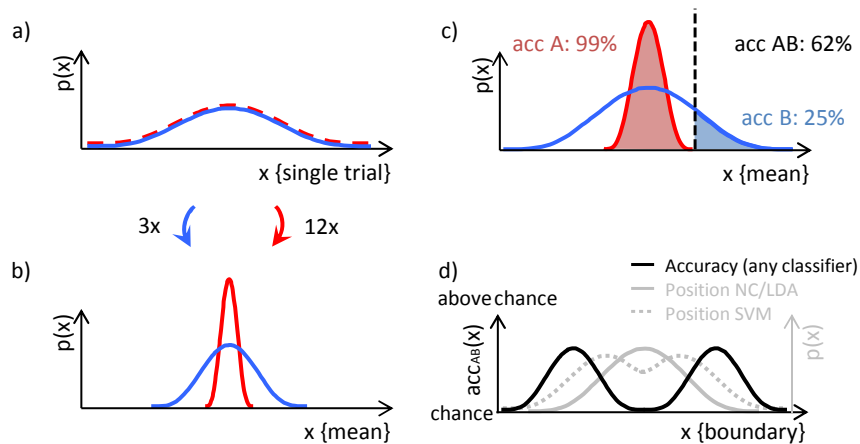 a)
p(x)
x {single trial}
3x
12x
b)
p(x)
x {mean}
c)
acc A: 99%
acc AB: 62%
p(x)
acc B: 25%
x {mean}
d)
Accuracy (any classifier)
Position NC/LDA
Position SVM
above chance
accAB(x)
p(x)
chance
x {boundary}